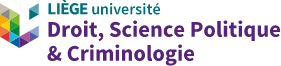 LIÈGE université
Droit, Science Politique
& Criminologie